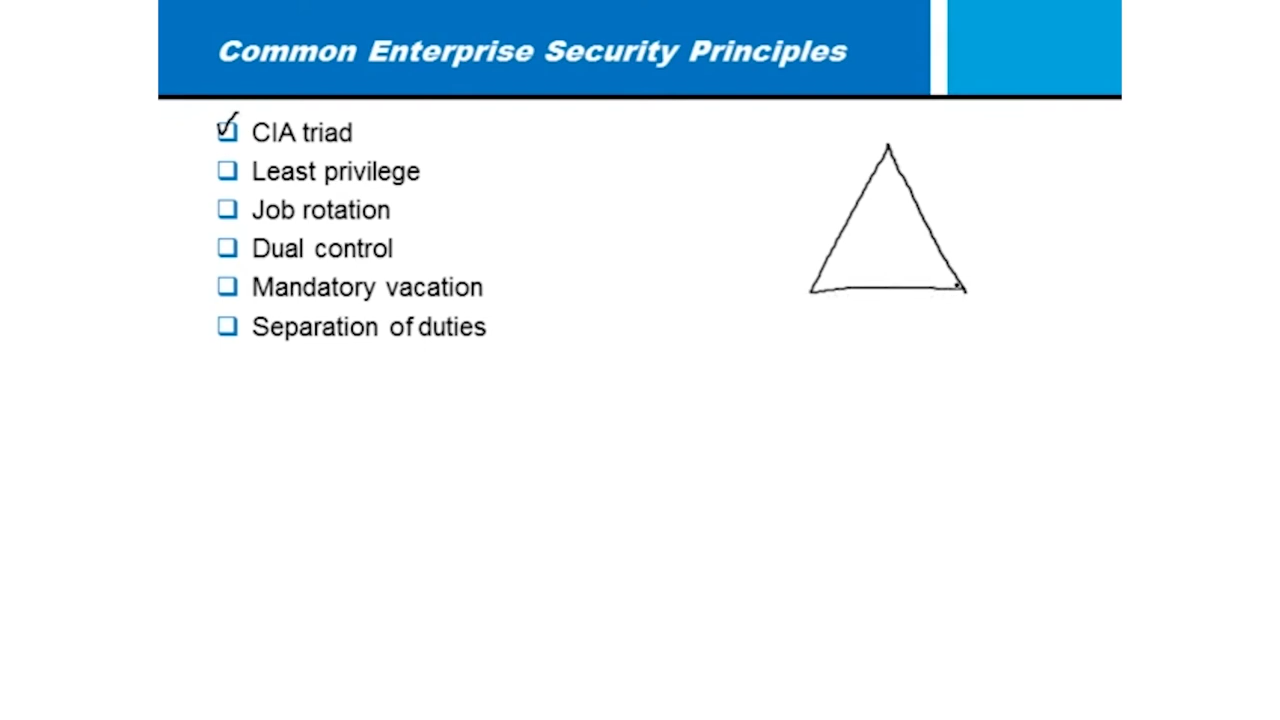 Common Enterprise Security Principles
CIA triad
Least privilege
Job rotation
Dual control
Mandatory vacation
Separation of duties